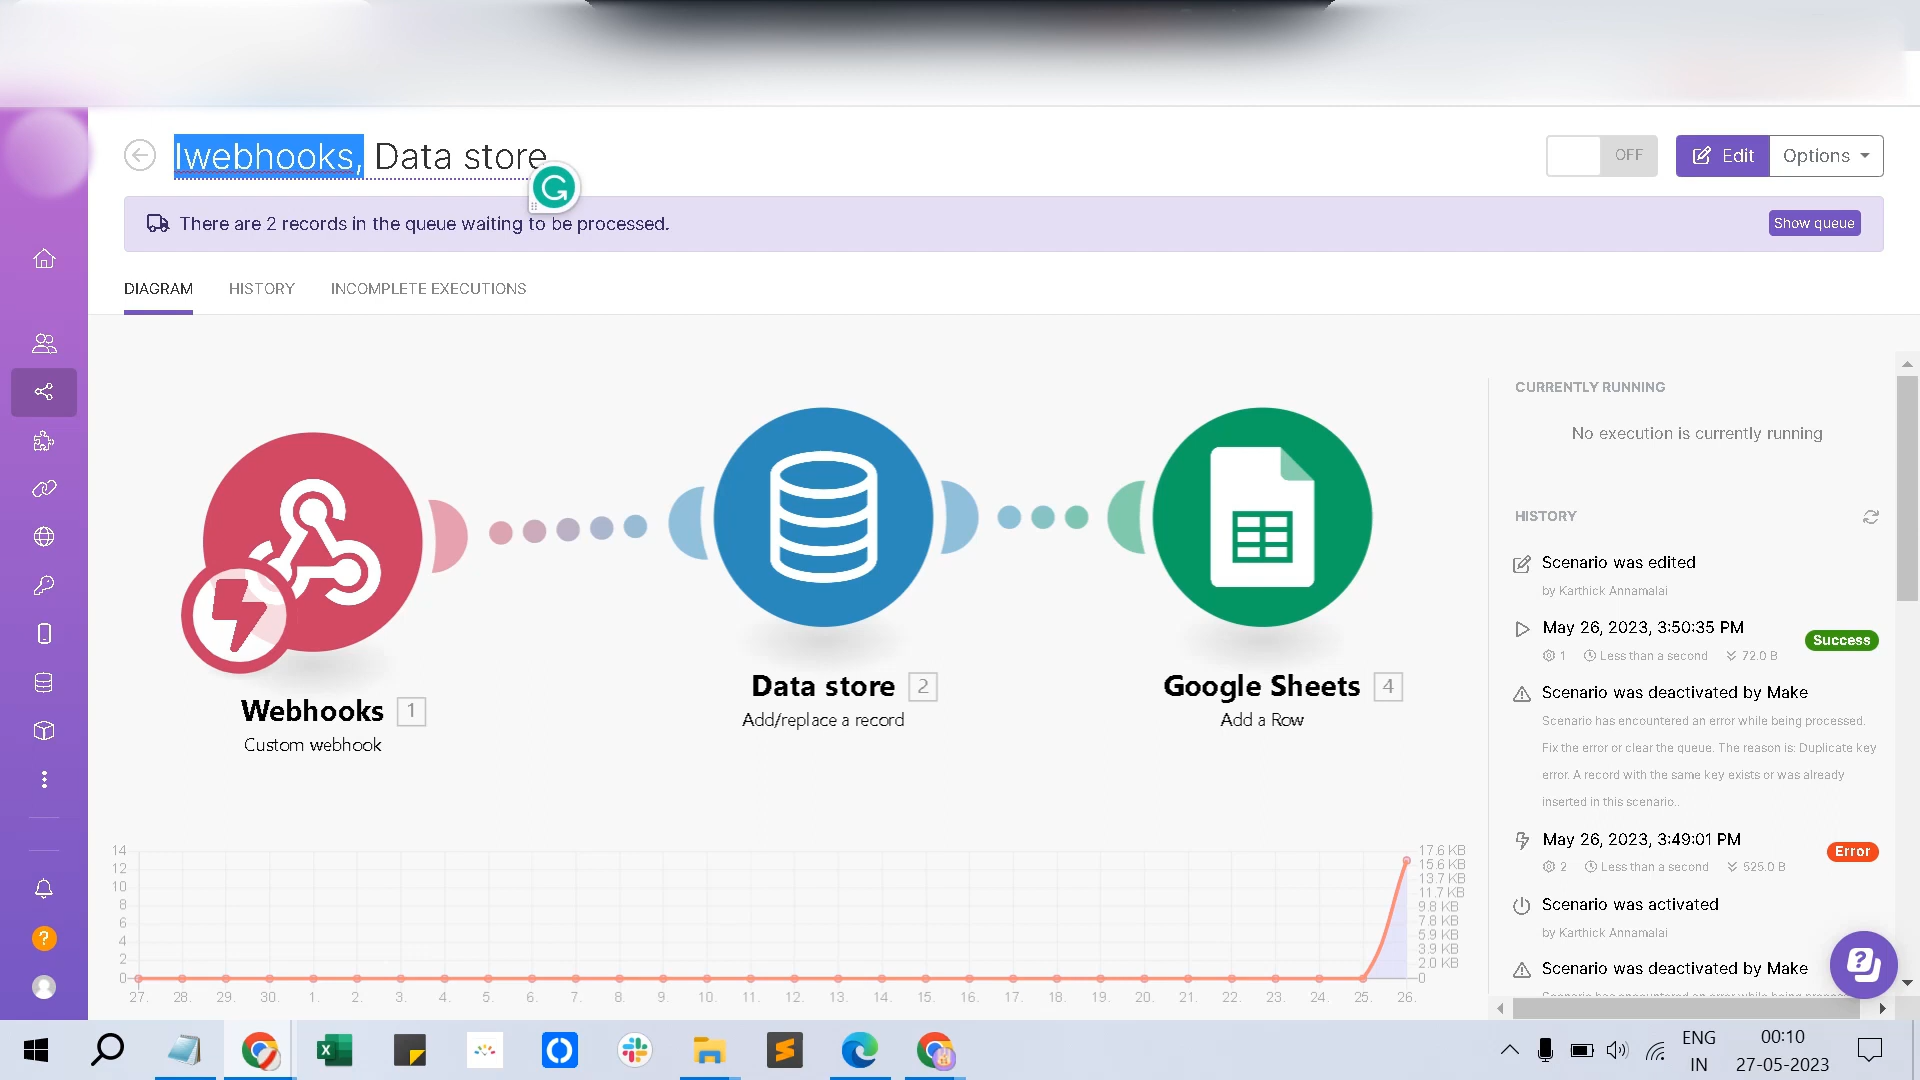 Iwebhooks, Data store
OFF
Edit
Options
There are 2 records in the queue waiting to be processed.
Show queue
DIAGRAM
HISTORY
INCOMPLETE EXECUTIONS
Webhooks 1
Custom webhook
Data store 2
Add/replace a record
Google Sheets 4
Add a Row
CURRENTLY RUNNING
No execution is currently running
HISTORY
Scenario was edited
by Karthick Annamalai
May 26, 2023, 3:50:35 PM
Success
1 Less than a second 72.0 B
Scenario was deactivated by Make
Scenario has encountered an error while being processed.
Fix the error or clear the queue. The reason is: Duplicate key
error. A record with the same key exists or was already
inserted in this scenario..
May 26, 2023, 3:49:01 PM
Error
2 Less than a second 525.0 B
Scenario was activated
by Karthick Annamalai
Scenario was deactivated by Make
14
12
10
8
6
4
2
0
17.6 KB
15.6 KB
13.7 KB
11.7 KB
9.8 KB
7.8 KB
5.9 KB
3.9 KB
2.0 KB
0
27. 28. 29. 30. 1. 2. 3. 4. 5. 6. 7. 8. 9. 10. 11. 12. 13. 14. 15. 16. 17. 18. 19. 20. 21. 22. 23. 24. 25. 26.
ENG
IN
00:10
27-05-2023